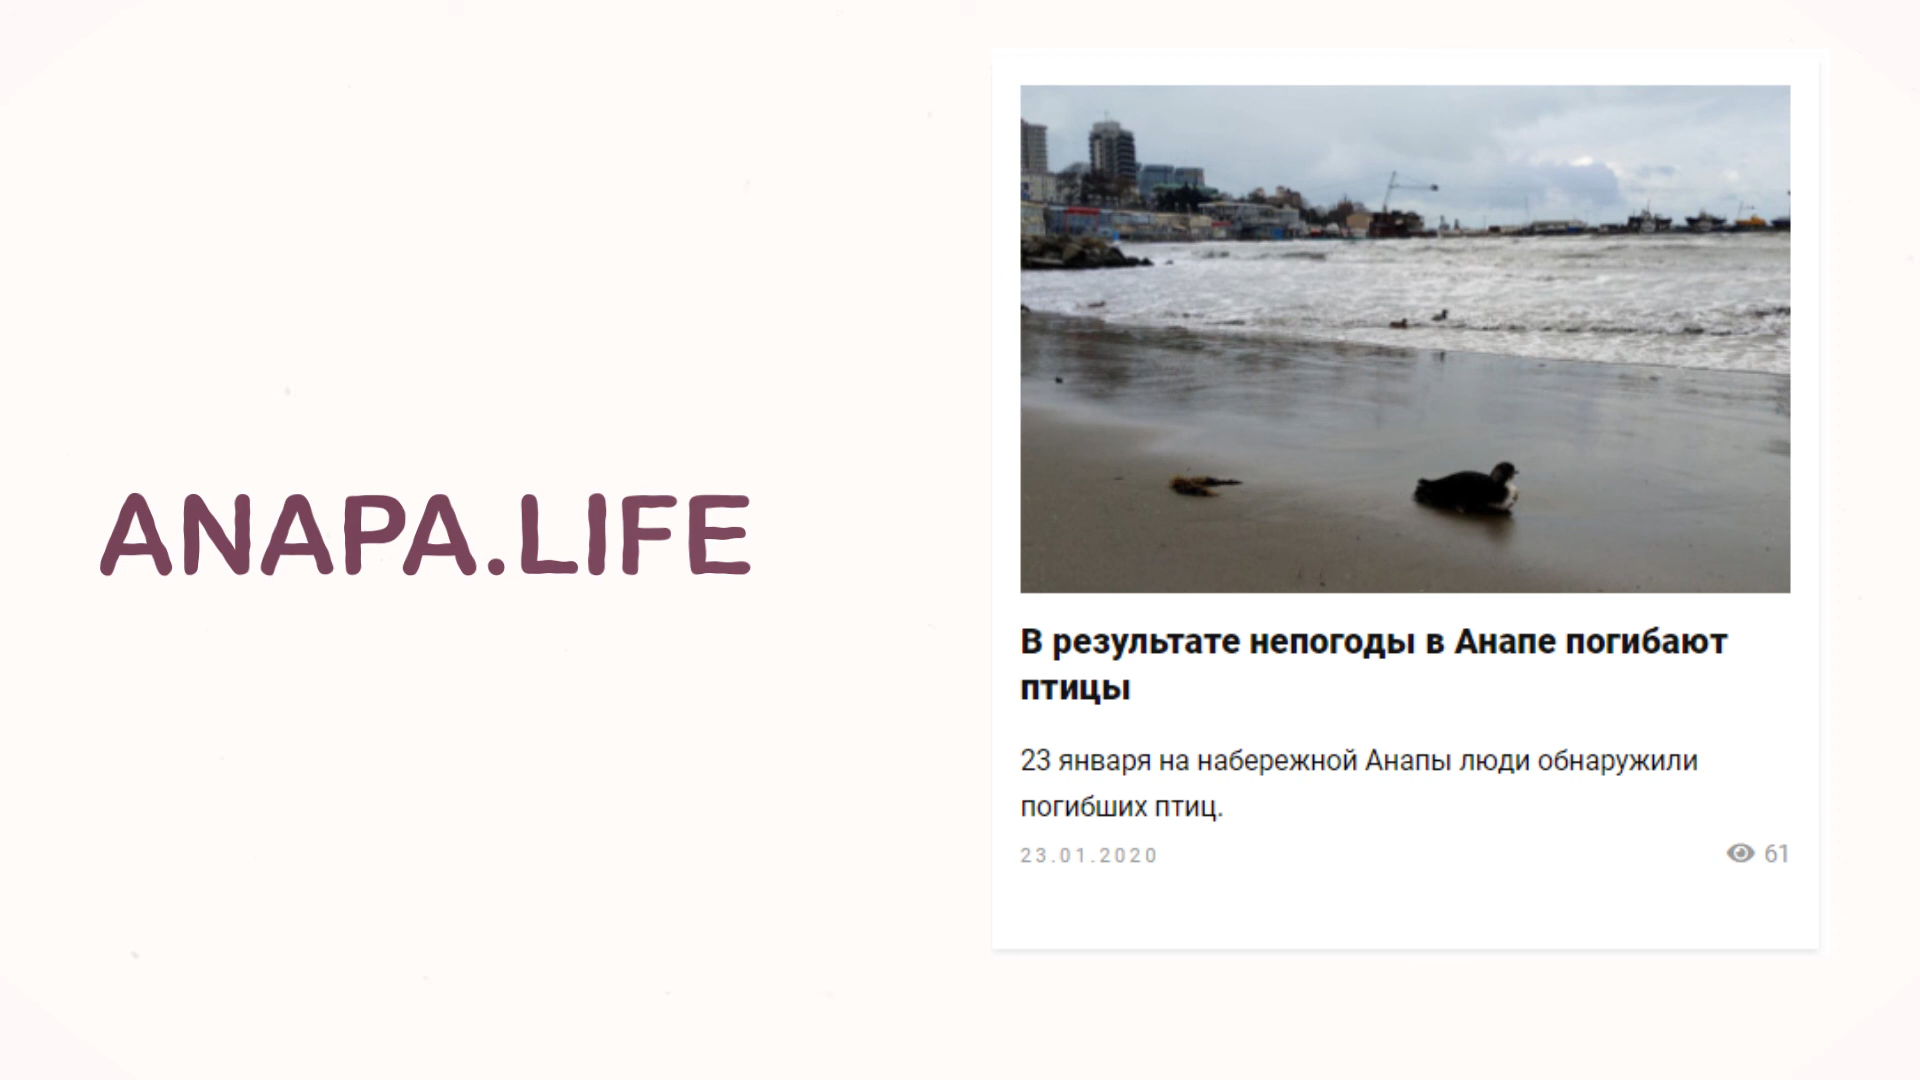 ANAPA.LIFE
В результате непогоды в Анапе погибают
птицы
23 января на набережной Анапы люди обнаружили
погибших птиц.
23.01.2020
61